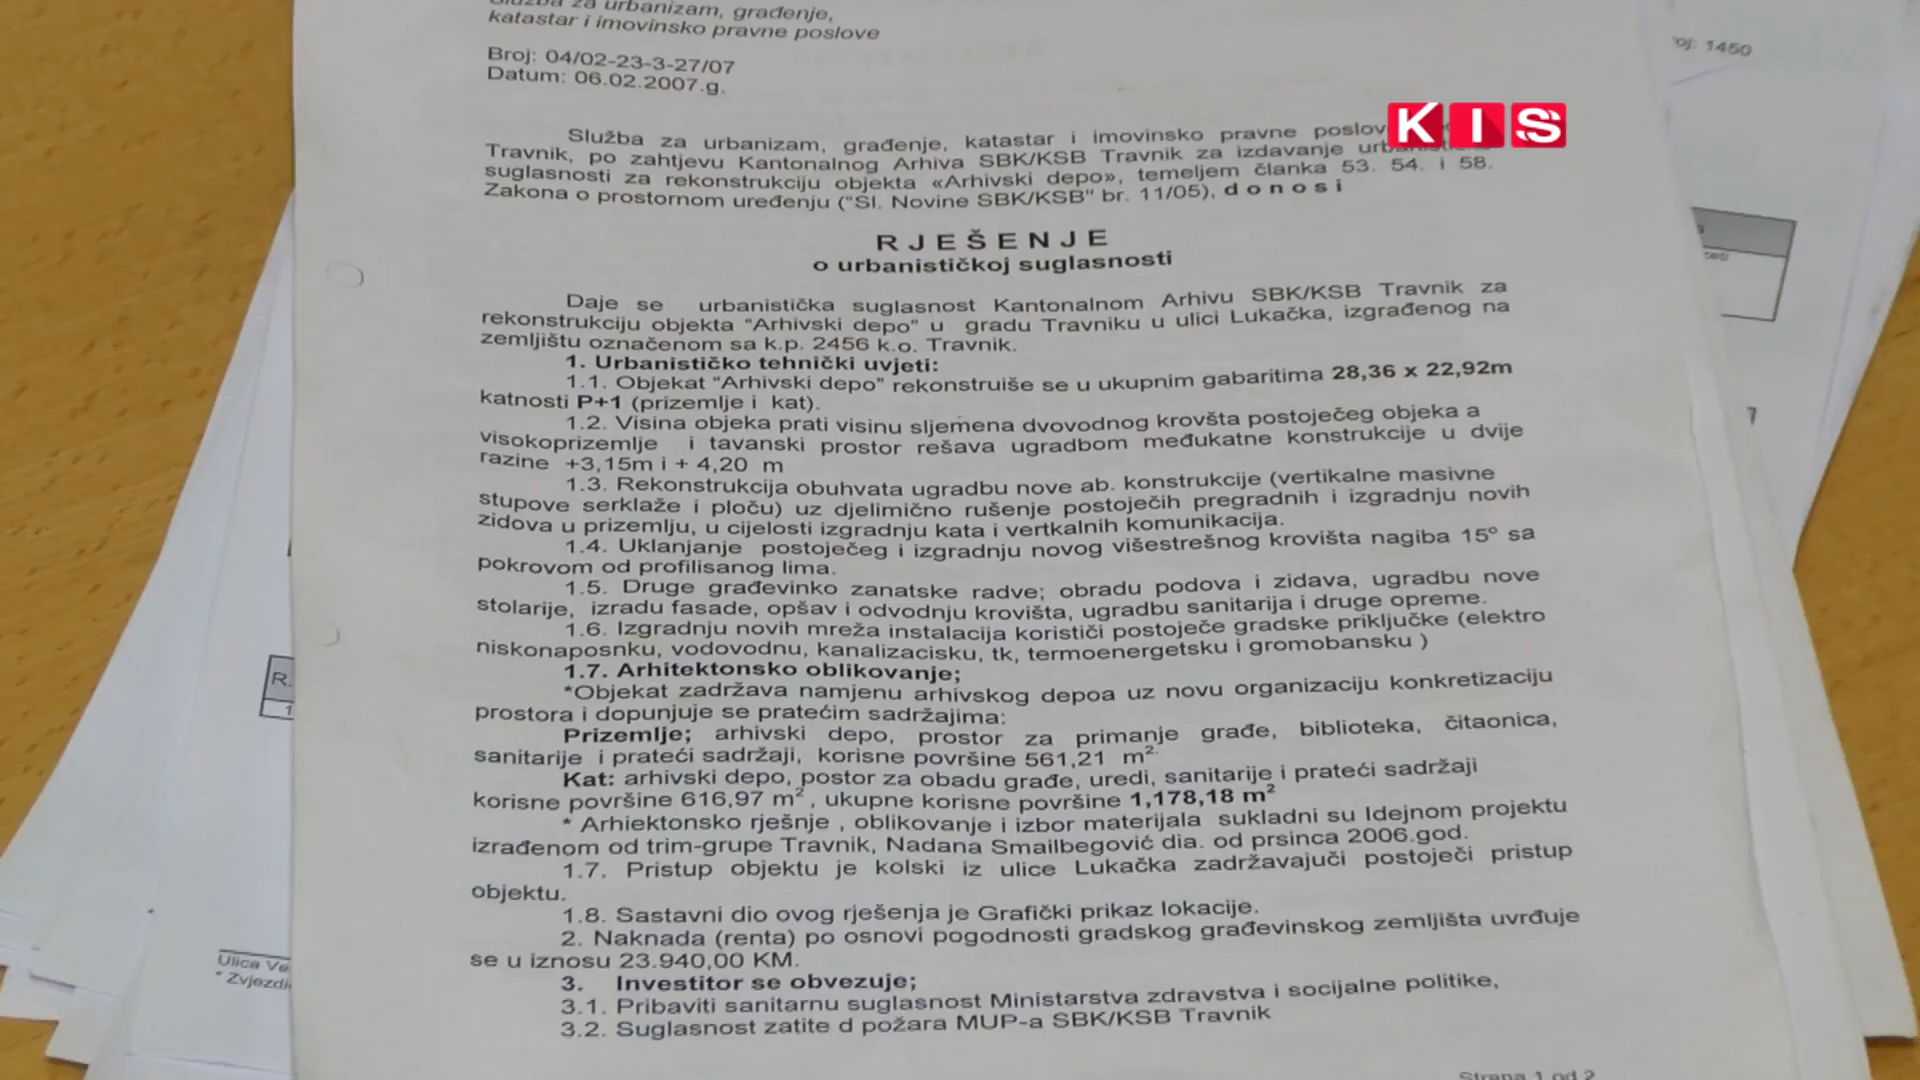 Služba za urbanizam, građenje,
katastar i imovinsko pravne poslove
Broj: 04/02-23-3-27/07
Datum: 06.02.2007.g.
Služba za urbanizam, građenje, katastar i imovinsko pravne poslove
Travnik, po zahtjevu Kantonalnog Arhiva SBK/KSB Travnik za izdavanje
suglasnosti za rekonstrukciju objekta «Arhivski depo», temeljem članka 53. 54. i 58.
Zakona o prostornom uređenju ("Sl. Novine SBK/KSB" br. 11/05), d o n o s i
R J E Š E N J E
o urbanističkoj suglasnosti
Daje se urbanistička suglasnost Kantonalnom Arhivu SBK/KSB Travnik za
rekonstrukciju objekta "Arhivski depo" u gradu Travniku u ulici Lukačka, izgrađenog na
zemljištu označenom sa k.p. 2456 k.o. Travnik.
1. Urbanističko tehnički uvjeti:
1.1. Objekat "Arhivski depo" rekonstruiše se u ukupnim gabaritima 28,36 x 22,92m
katnosti P+1 (prizemlje i kat).
1.2. Visina objeka prati visinu sljemena dvovodnog krovšta postoječeg objeka a
visokoprizemlje i tavanski prostor rešava ugradbom međukatne konstrukcije u dvije
razine +3,15m i + 4,20 m
1.3. Rekonstrukcija obuhvata ugradbu nove ab. konstrukcije (vertikalne masivne
stupove serklaže i ploču) uz djelimično rušenje postoječih pregradnih i izgradnju novih
zidova u prizemlju, u cijelosti izgradnju kata i vertkalnih komunikacija.
1.4. Uklanjanje postoječeg i izgradnju novog višestrešnog krovišta nagiba 15º sa
pokrovom od profilisanog lima.
1.5. Druge građevinko zanatske radve; obradu podova i zidava, ugradbu nove
stolarije, izradu fasade, opšav i odvodnju krovišta, ugradbu sanitarija i druge opreme.
1.6. Izgradnju novih mreža instalacija korističi postoječe gradske priključke (elektro
niskonaposnku, vodovodnu, kanalizacisku, tk, termoenergetsku i gromobansku )
1.7. Arhitektonsko oblikovanje;
*Objekat zadržava namjenu arhivskog depoa uz novu organizaciju konkretizaciju
prostora i dopunjuje se pratećim sadržajima:
Prizemlje; arhivski depo, prostor za primanje građe, biblioteka, čitaonica,
sanitarije i prateći sadržaji, korisne površine 561,21 m2.
Kat: arhivski depo, postor za obadu građe, uredi, sanitarije i prateći sadržaji
korisne površine 616,97 m2 , ukupne korisne površine 1,178,18 m2
* Arhiektonsko rješnje , oblikovanje i izbor materijala sukladni su Idejnom projektu
izrađenom od trim-grupe Travnik, Nadana Smailbegović dia. od prsinca 2006.god.
1.7. Pristup objektu je kolski iz ulice Lukačka zadržavajuči postoječi pristup
objektu.
1.8. Sastavni dio ovog rješenja je Grafički prikaz lokacije.
2. Naknada (renta) po osnovi pogodnosti gradskog građevinskog zemljišta uvrđuje
se u iznosu 23.940,00 KM.
3. Investitor se obvezuje;
3.1. Pribaviti sanitarnu suglasnost Ministarstva zdravstva i socijalne politike,
3.2. Suglasnost zatite d požara MUP-a SBK/KSB Travnik
Strana 1 od 2
KIS
1450
R.
1
Ulica